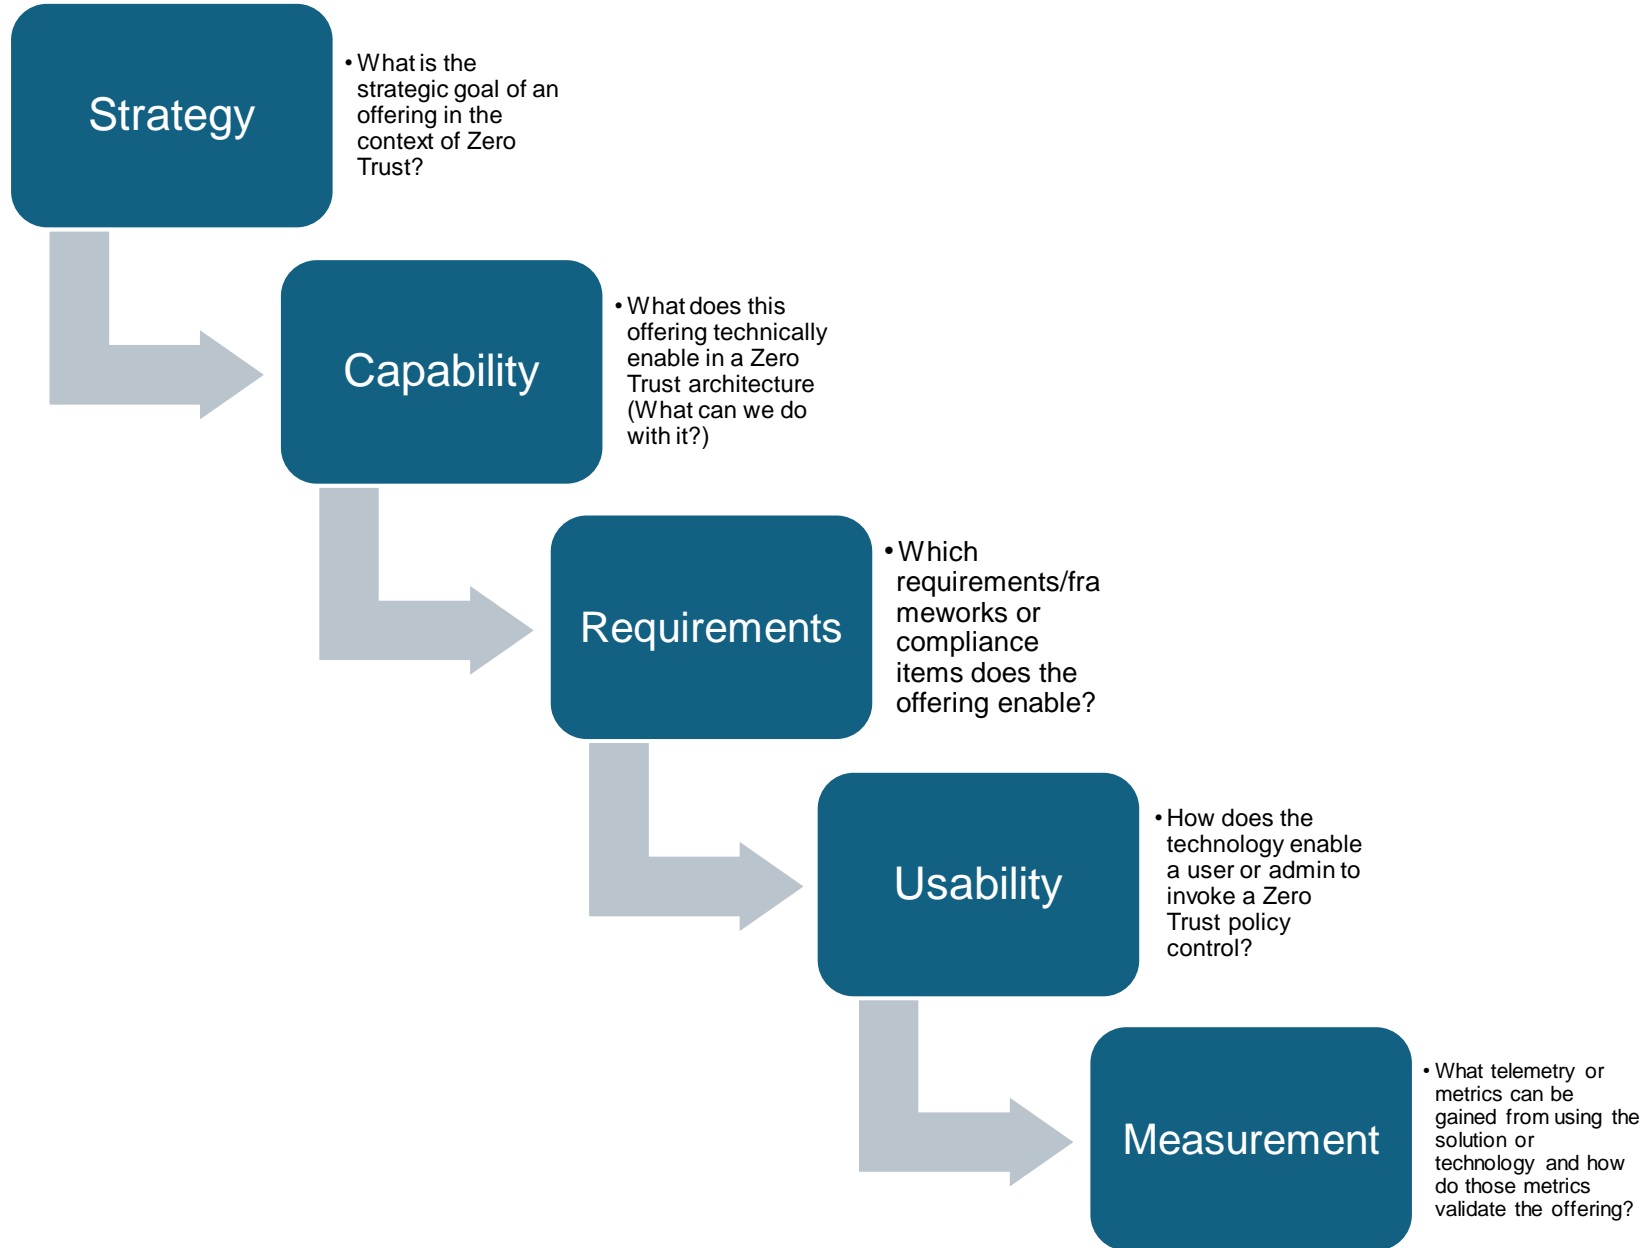 Strategy
• What is the
strategic goal of an
offering in the
context of Zero
Trust?
Capability
• What does this
offering technically
enable in a Zero
Trust architecture
(What can we do
with it?)
Requirements
• Which
requirements/fra
meworks or
compliance
items does the
offering enable?
Usability
• How does the
technology enable
a user or admin to
invoke a Zero
Trust policy
control?
Measurement
• What telemetry or
metrics can be
gained from using the
solution or
technology and how
do those metrics
validate the offering?